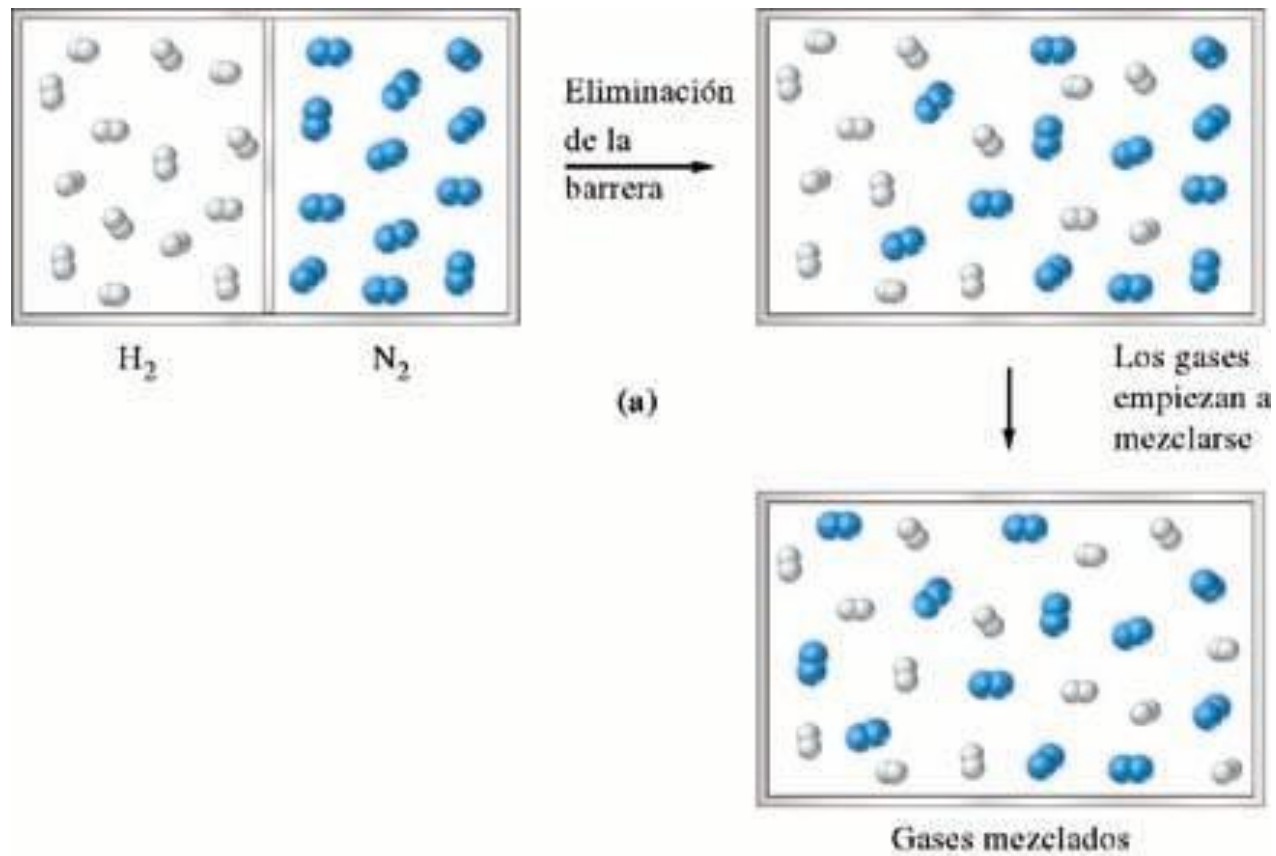 Eliminación
de la
barrera
H₂
N₂
(a)
Los gases
empiezan a
mezclarse
Gases mezclados